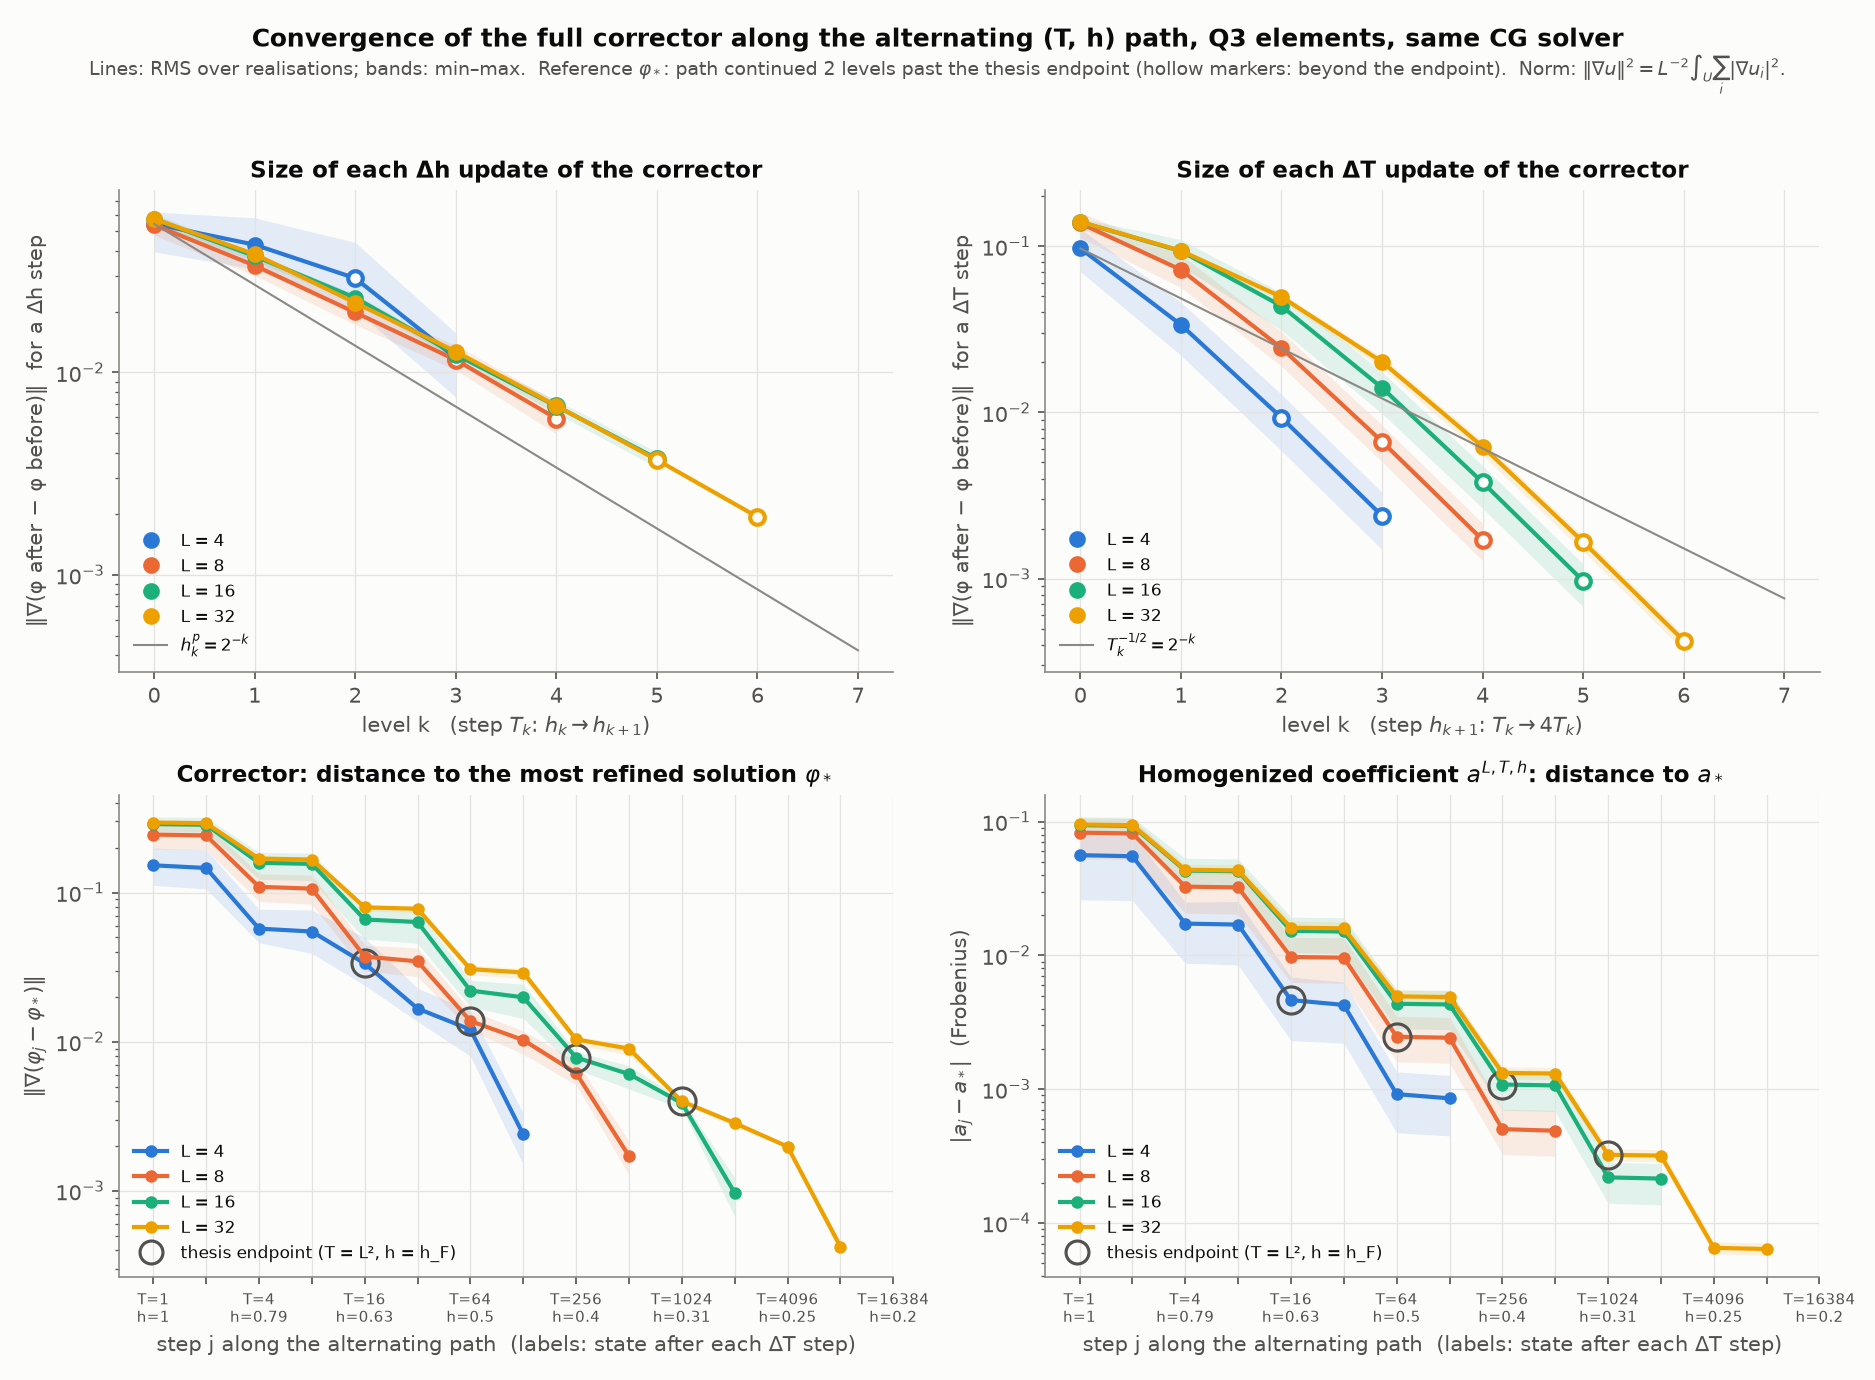 Convergence of the full corrector along the alternating (T, h) path, Q3 elements, same CG solver
Lines: RMS over realisations; bands: min–max.  Reference φ*: path continued 2 levels past the thesis endpoint (hollow markers: beyond the endpoint).  Norm: ‖∇u‖² = L⁻²∫_U ∑_i |∇u_i|².
Size of each Δh update of the corrector
‖∇(φ after − φ before)‖  for a Δh step
10⁻²
10⁻³
L = 4
L = 8
L = 16
L = 32
h_k^p = 2^{-k}
0 1 2 3 4 5 6 7
level k   (step T_k: h_k → h_{k+1})
Size of each ΔT update of the corrector
‖∇(φ after − φ before)‖  for a ΔT step
10⁻¹
10⁻²
10⁻³
L = 4
L = 8
L = 16
L = 32
T_k^{-1/2} = 2^{-k}
0 1 2 3 4 5 6 7
level k   (step h_{k+1}: T_k → 4T_k)
Corrector: distance to the most refined solution φ*
‖∇(φ_j − φ*)‖
10⁻¹
10⁻²
10⁻³
L = 4
L = 8
L = 16
L = 32
thesis endpoint (T = L², h = h_F)
T=1 T=4 T=16 T=64 T=256 T=1024 T=4096 T=16384
h=1 h=0.79 h=0.63 h=0.5 h=0.4 h=0.31 h=0.25 h=0.2
step j along the alternating path  (labels: state after each ΔT step)
Homogenized coefficient a^{L,T,h}: distance to a*
|a_j − a*|  (Frobenius)
10⁻¹
10⁻²
10⁻³
10⁻⁴
L = 4
L = 8
L = 16
L = 32
thesis endpoint (T = L², h = h_F)
T=1 T=4 T=16 T=64 T=256 T=1024 T=4096 T=16384
h=1 h=0.79 h=0.63 h=0.5 h=0.4 h=0.31 h=0.25 h=0.2
step j along the alternating path  (labels: state after each ΔT step)